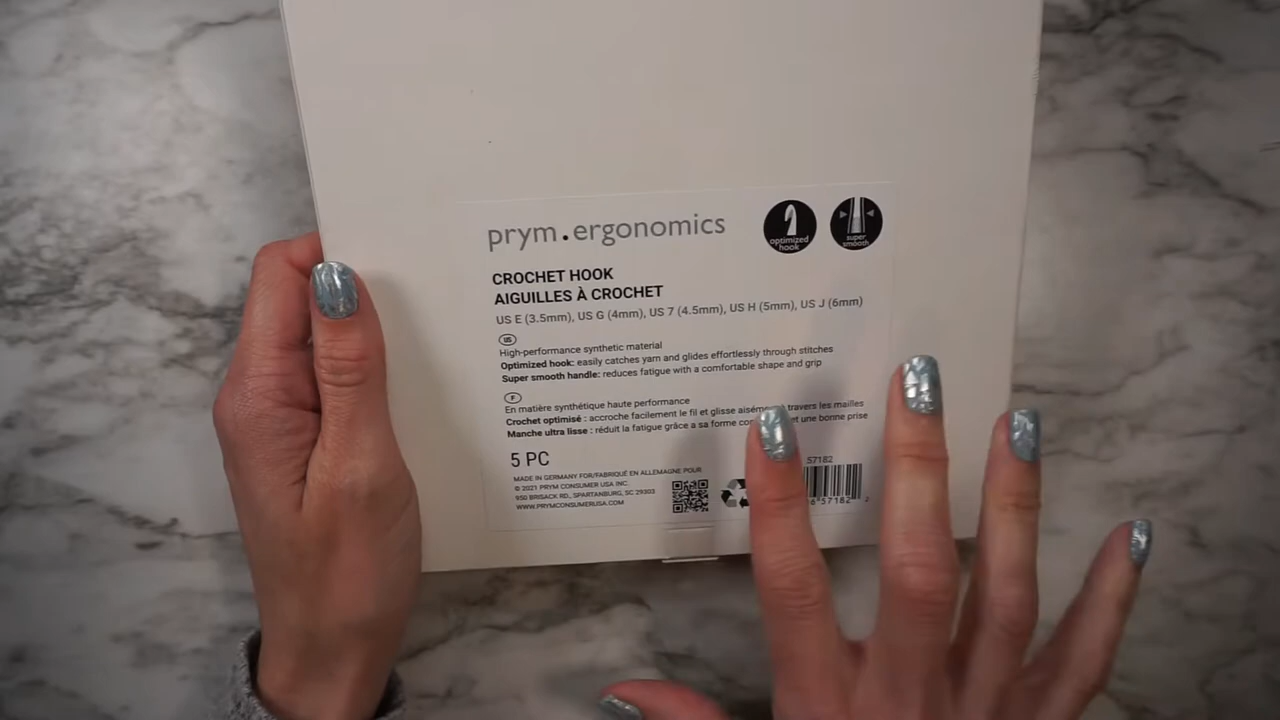 prym.ergonomics
optimized
hook
super
smooth
CROCHET HOOK
AIGUILLES À CROCHET
US E (3.5mm), US G (4mm), US 7 (4.5mm), US H (5mm), US J (6mm)
US
High-performance synthetic material
Optimized hook: easily catches yarn and glides effortlessly through stitches
Super smooth handle: reduces fatigue with a comfortable shape and grip
F
En matière synthétique haute performance
Crochet optimisé : accroche facilement le fil et glisse aisément à travers les mailles
Manche ultra lisse : réduit la fatigue grâce a sa forme et une bonne prise
5 PC
57182
MADE IN GERMANY FOR/FABRIQUÉ EN ALLEMAGNE POUR
© 2021 PRYM CONSUMER USA INC.
950 BRISACK RD., SPARTANBURG, SC 29303
WWW.PRYMCONSUMERUSA.COM
6 57182 2